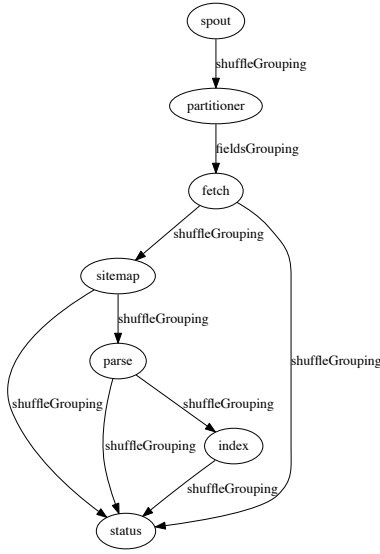 spout
shuffleGrouping
partitioner
fieldsGrouping
fetch
shuffleGrouping
sitemap
shuffleGrouping
parse
shuffleGrouping
shuffleGrouping
shuffleGrouping
shuffleGrouping
index
shuffleGrouping
status